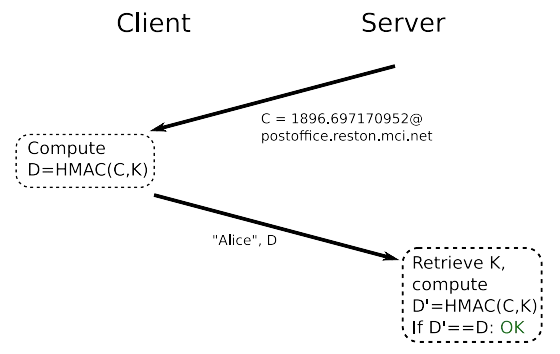 Client
Server
C = 1896.697170952@
postoffice.reston.mci.net
Compute
D=HMAC(C,K)
"Alice", D
Retrieve K,
compute
D'=HMAC(C,K)
If D'==D: OK